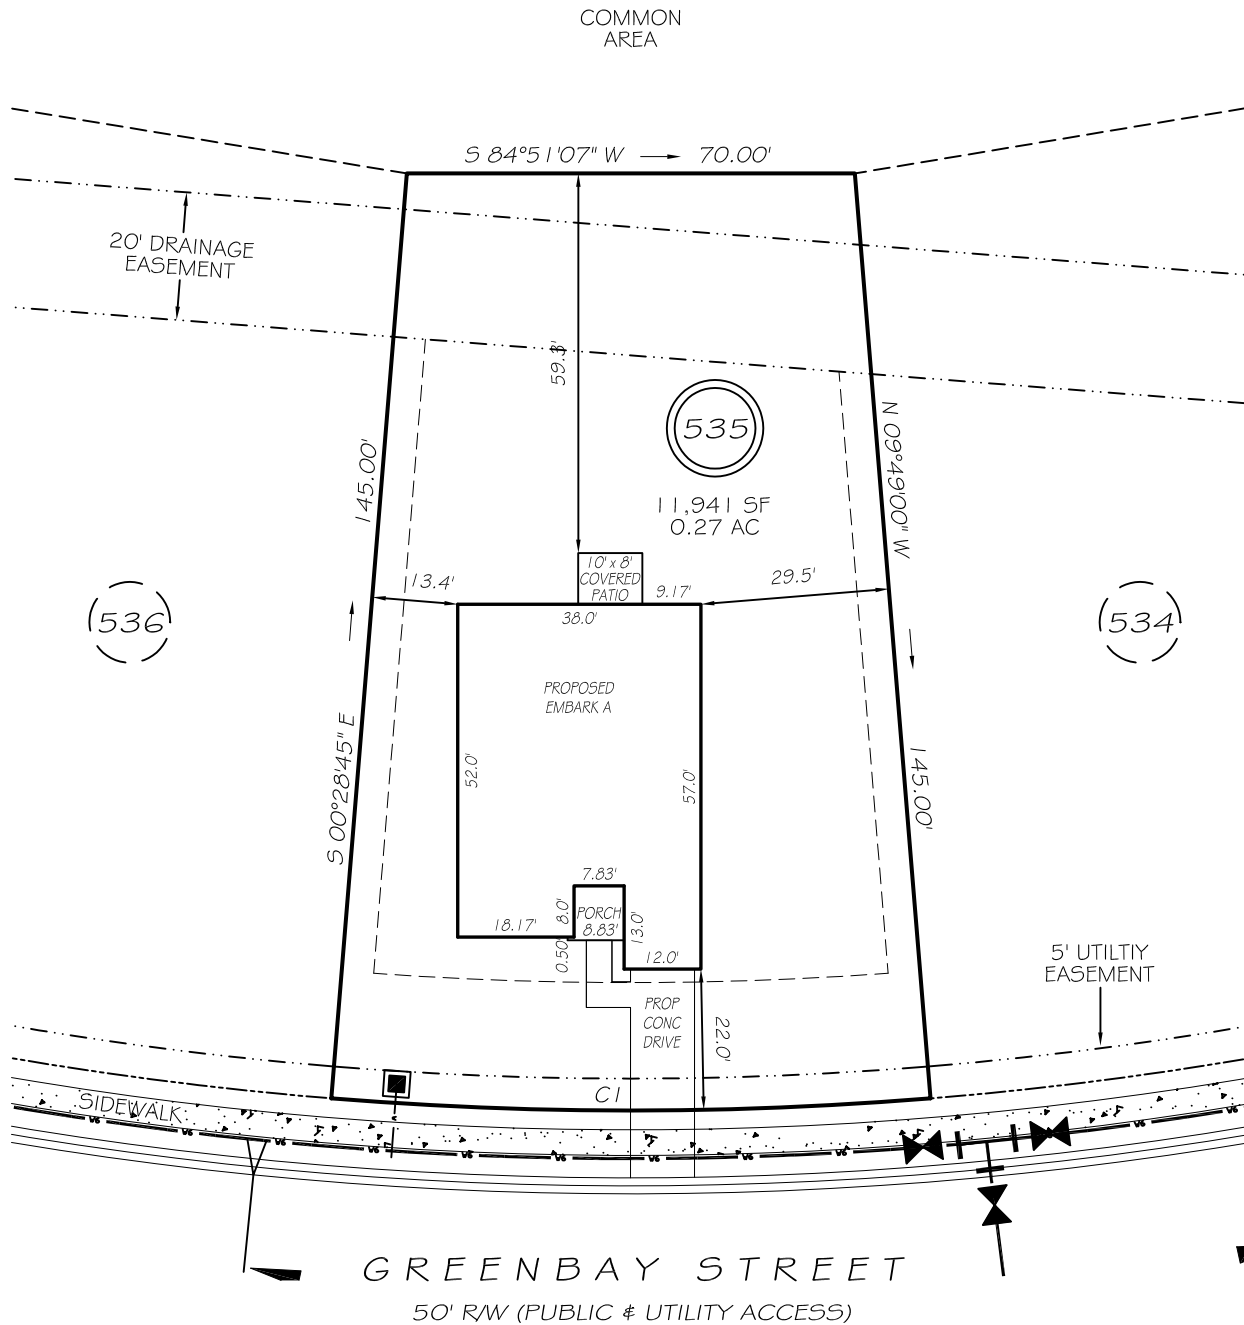 COMMON
AREA
S 84°51'07" W
70.00'
20' DRAINAGE
EASEMENT
59.3'
535
11,941 SF
0.27 AC
145.00'
N 09°49'00" W
10' x 8'
COVERED
PATIO
13.4'
9.17'
29.5'
38.0'
536
534
PROPOSED
EMBARK A
S 00°28'45" E
52.0'
57.0'
145.00'
7.83'
18.17'
8.0'
PORCH
8.83'
13.0'
0.50'
12.0'
5' UTILTIY
EASEMENT
PROP
CONC
DRIVE
22.0'
C1
SIDEWALK
GREENBAY STREET
50' R/W (PUBLIC & UTILITY ACCESS)